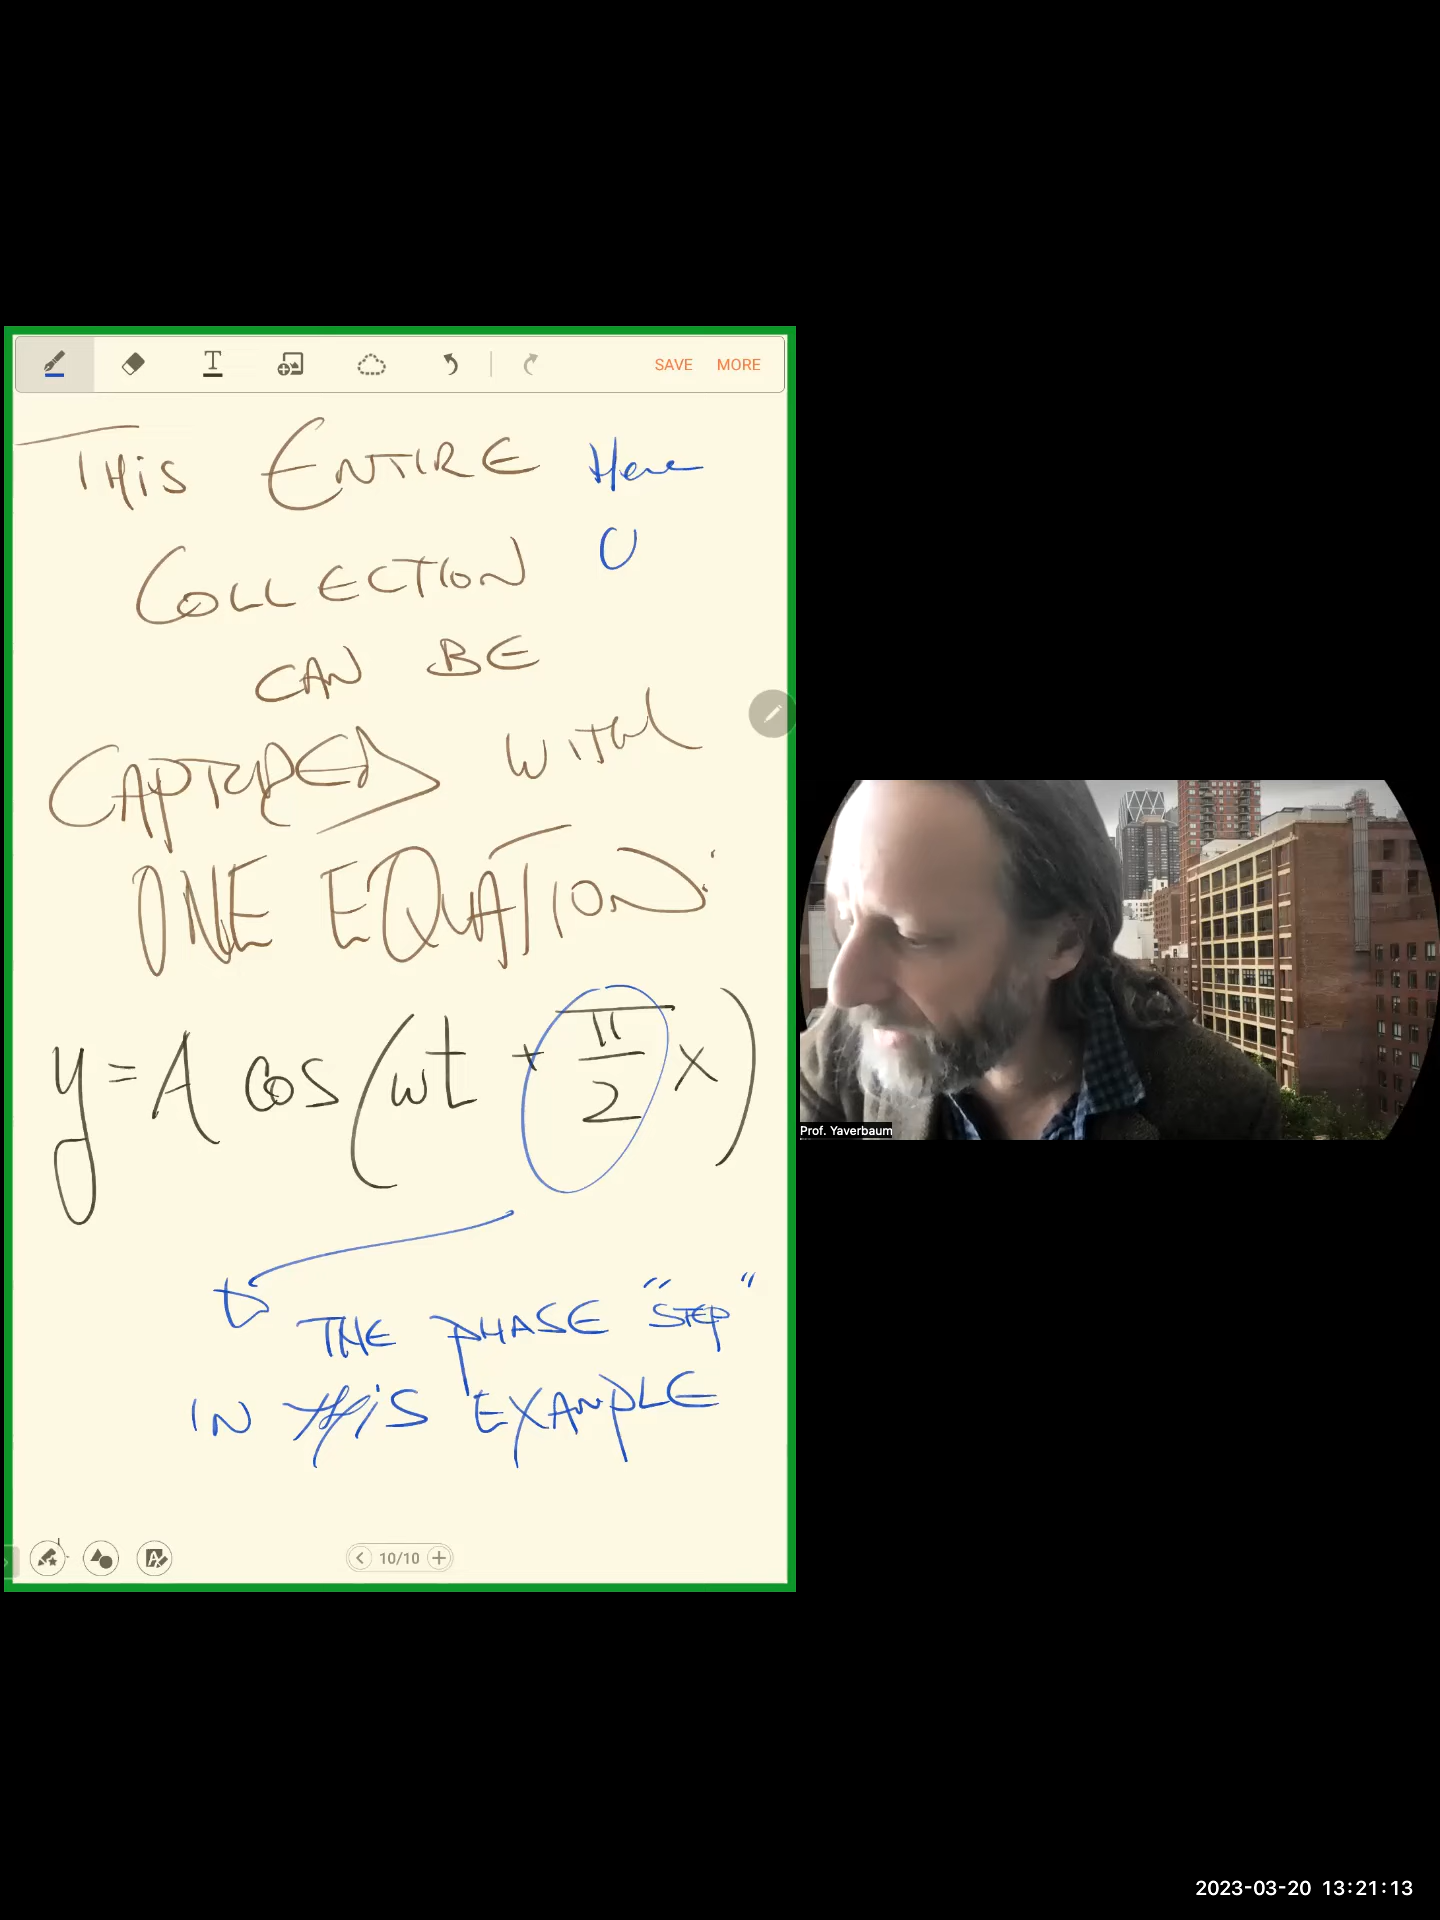 SAVE MORE
THIS ENTIRE Here
COLLECTION U
CAN BE
CAPTURED WITH
ONE EQUATION:
y = A cos(ωt + π/2 x)
THE PHASE "STEP"
IN THIS EXAMPLE
10/10
Prof. Yaverbaum
2023-03-20 13:21:13